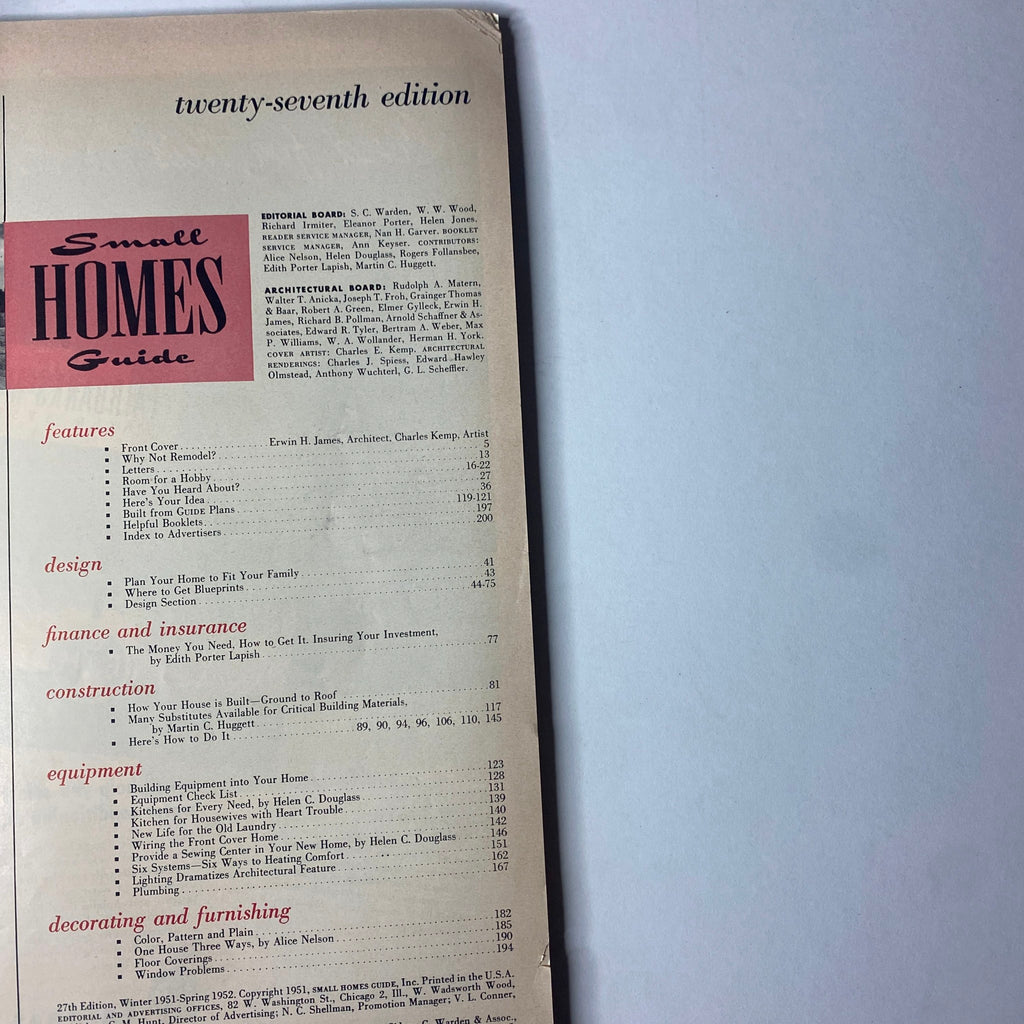 twenty-seventh edition
Small
HOMES
Guide
EDITORIAL BOARD: S. C. Warden, W. W. Wood,
Richard Irmiter, Eleanor Porter, Helen Jones.
READER SERVICE MANAGER, Nan H. Garver. BOOKLET
SERVICE MANAGER, Ann Keyser. CONTRIBUTORS:
Alice Nelson, Helen Douglass, Rogers Follansbee,
Edith Porter Lapish, Martin C. Huggett.
ARCHITECTURAL BOARD: Rudolph A. Matern,
Walter T. Anicka, Joseph T. Froh, Grainger Thomas
& Baar, Robert A. Green, Elmer Gylleck, Erwin H.
James, Richard B. Pollman, Arnold Schaffner & As-
sociates, Edward R. Tyler, Bertram A. Weber, Max
P. Williams, W. A. Wollander, Herman H. York.
COVER ARTIST: Charles E. Kemp. ARCHITECTURAL
RENDERINGS: Charles J. Spiess, Edward Hawley
Olmstead, Anthony Wuchterl, G. L. Scheffler.
features
Front Cover Erwin H. James, Architect, Charles Kemp, Artist
Why Not Remodel? 5
Letters 13
Room for a Hobby 16-22
Have You Heard About? 27
Here's Your Idea 36
Built from GUIDE Plans 119-121
Helpful Booklets 197
Index to Advertisers 200
design
Plan Your Home to Fit Your Family 41
Where to Get Blueprints 43
Design Section 44-75
finance and insurance
The Money You Need, How to Get It. Insuring Your Investment,
by Edith Porter Lapish 77
construction
How Your House is Built—Ground to Roof 81
Many Substitutes Available for Critical Building Materials,
by Martin C. Huggett 117
Here's How to Do It 89, 90, 94, 96, 106, 110, 145
equipment
Building Equipment into Your Home 123
Equipment Check List 128
Kitchens for Every Need, by Helen C. Douglass 131
Kitchen for Housewives with Heart Trouble 139
New Life for the Old Laundry 140
Wiring the Front Cover Home 142
Provide a Sewing Center in Your New Home, by Helen C. Douglass 146
Six Systems—Six Ways to Heating Comfort 151
Lighting Dramatizes Architectural Feature 162
Plumbing 167
decorating and furnishing
Color, Pattern and Plain 182
One House Three Ways, by Alice Nelson 185
Floor Coverings 190
Window Problems 194
27th Edition, Winter 1951-Spring 1952. Copyright 1951, SMALL HOMES GUIDE, Inc. Printed in the U.S.A.
EDITORIAL AND ADVERTISING OFFICES, 82 W. Washington St., Chicago 2, Ill., W. Wadsworth Wood,
G. M. Hunt, Director of Advertising; N. C. Shellman, Promotion Manager; V. L. Conner,
C. Warden & Assoc.,